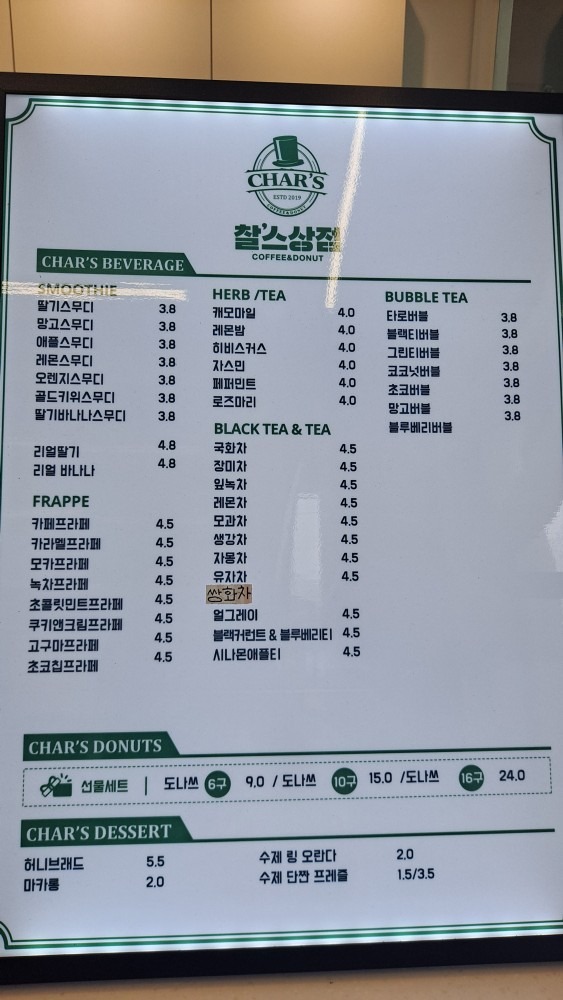 CHAR'S
ESTD 2019
COFFEE&DONUT
찰스상점
COFFEE&DONUT
CHAR'S BEVERAGE
SMOOTHIE
딸기스무디 3.8
망고스무디 3.8
애플스무디 3.8
레몬스무디 3.8
오렌지스무디 3.8
골드키위스무디 3.8
딸기바나나스무디 3.8
리얼딸기 4.8
리얼 바나나 4.8
FRAPPE
카페프라페 4.5
카라멜프라페 4.5
모카프라페 4.5
녹차프라페 4.5
초콜릿민트프라페 4.5
쿠키앤크림프라페 4.5
고구마프라페 4.5
초코칩프라페 4.5
HERB /TEA
캐모마일 4.0
레몬밤 4.0
히비스커스 4.0
자스민 4.0
페퍼민트 4.0
로즈마리 4.0
BLACK TEA & TEA
국화차 4.5
장미차 4.5
잎녹차 4.5
레몬차 4.5
모과차 4.5
생강차 4.5
자몽차 4.5
유자차 4.5
쌍화차
얼그레이 4.5
블랙커런트 & 블루베리티 4.5
시나몬애플티 4.5
BUBBLE TEA
타로버블 3.8
블랙티버블 3.8
그린티버블 3.8
코코넛버블 3.8
초코버블 3.8
망고버블 3.8
블루베리버블
CHAR'S DONUTS
선물세트 | 도나쓰 6구 9.0 / 도나쓰 10구 15.0 /도나쓰 16구 24.0
CHAR'S DESSERT
허니브래드 5.5
마카롱 2.0
수제 링 오란다 2.0
수제 단짠 프레즐 1.5/3.5